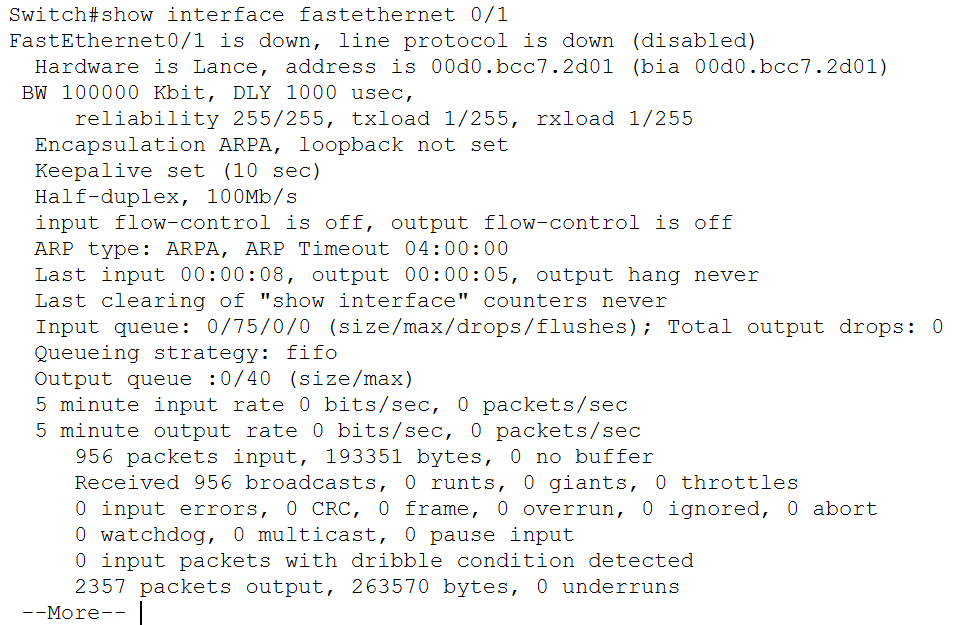 Switch#show interface fastethernet 0/1
FastEthernet0/1 is down, line protocol is down (disabled)
Hardware is Lance, address is 00d0.bcc7.2d01 (bia 00d0.bcc7.2d01)
BW 100000 Kbit, DLY 1000 usec,
reliability 255/255, txload 1/255, rxload 1/255
Encapsulation ARPA, loopback not set
Keepalive set (10 sec)
Half-duplex, 100Mb/s
input flow-control is off, output flow-control is off
ARP type: ARPA, ARP Timeout 04:00:00
Last input 00:00:08, output 00:00:05, output hang never
Last clearing of "show interface" counters never
Input queue: 0/75/0/0 (size/max/drops/flushes); Total output drops: 0
Queueing strategy: fifo
Output queue :0/40 (size/max)
5 minute input rate 0 bits/sec, 0 packets/sec
5 minute output rate 0 bits/sec, 0 packets/sec
956 packets input, 193351 bytes, 0 no buffer
Received 956 broadcasts, 0 runts, 0 giants, 0 throttles
0 input errors, 0 CRC, 0 frame, 0 overrun, 0 ignored, 0 abort
0 watchdog, 0 multicast, 0 pause input
0 input packets with dribble condition detected
2357 packets output, 263570 bytes, 0 underruns
--More--